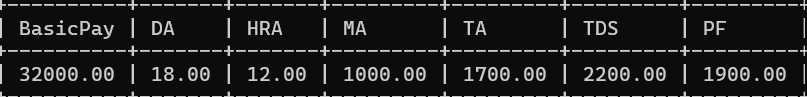 | BasicPay | DA | HRA | MA | TA | TDS | PF |
| 32000.00 | 18.00 | 12.00 | 1000.00 | 1700.00 | 2200.00 | 1900.00 |